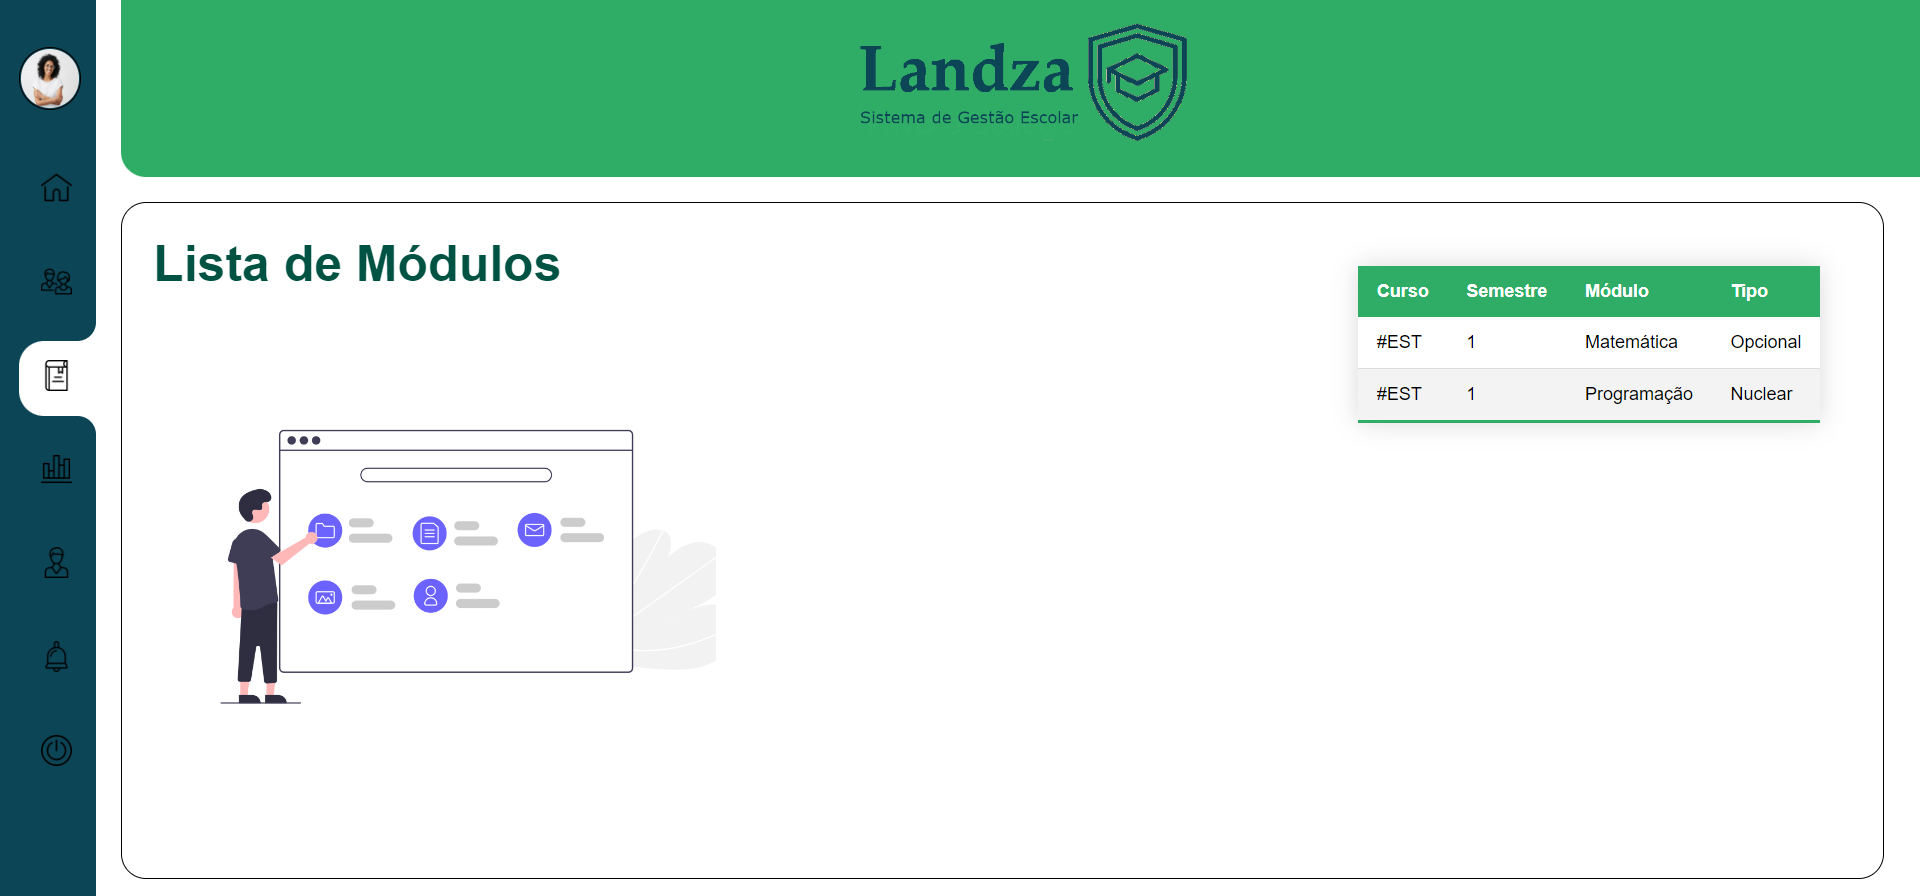 Landza
Sistema de Gestão Escolar
Lista de Módulos
Curso Semestre Módulo Tipo
#EST 1 Matemática Opcional
#EST 1 Programação Nuclear